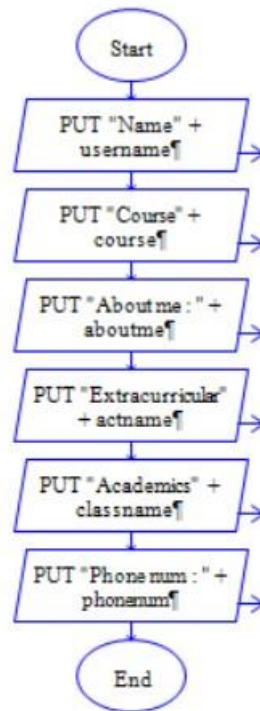 Start
PUT "Name" +
username¶
PUT "Course" +
course¶
PUT "About me : " +
aboutme¶
PUT "Extracurricular"
+ actname¶
PUT "Academics" +
classname¶
PUT "Phone num : " +
phonenum¶
End